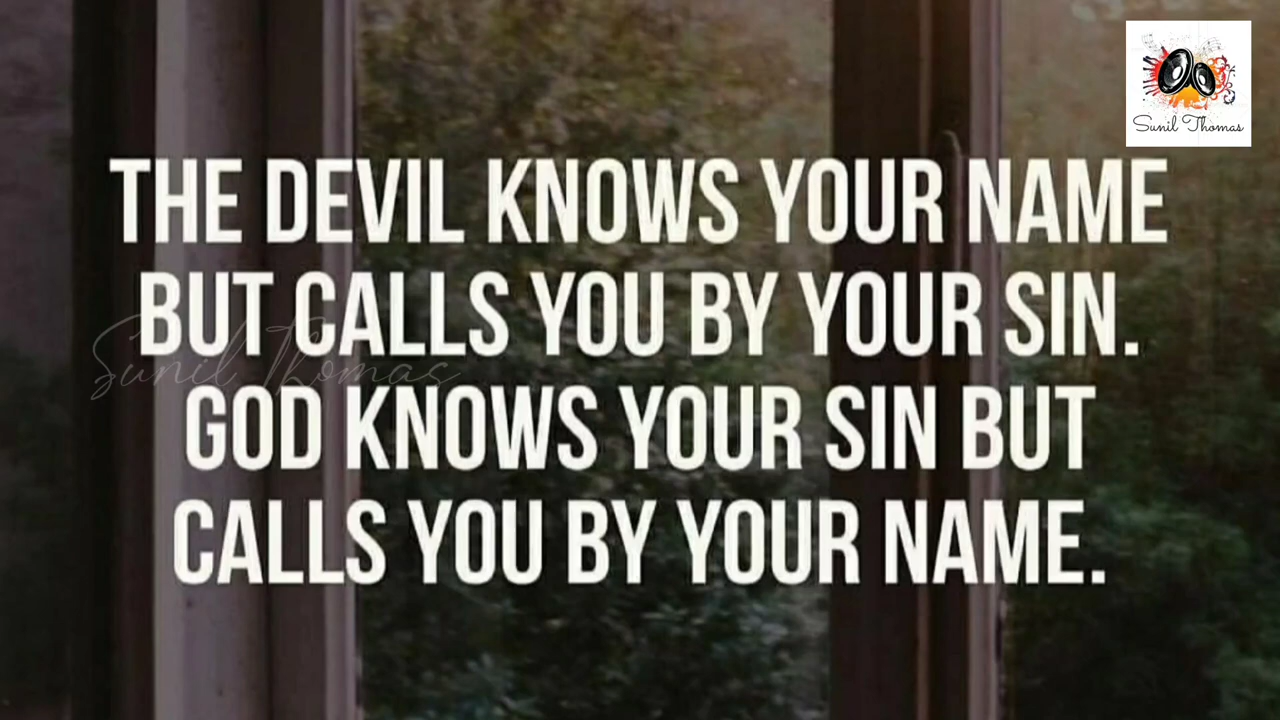 Sunil Thomas
THE DEVIL KNOWS YOUR NAME
BUT CALLS YOU BY YOUR SIN.
Sunil Thomas
GOD KNOWS YOUR SIN BUT
CALLS YOU BY YOUR NAME.